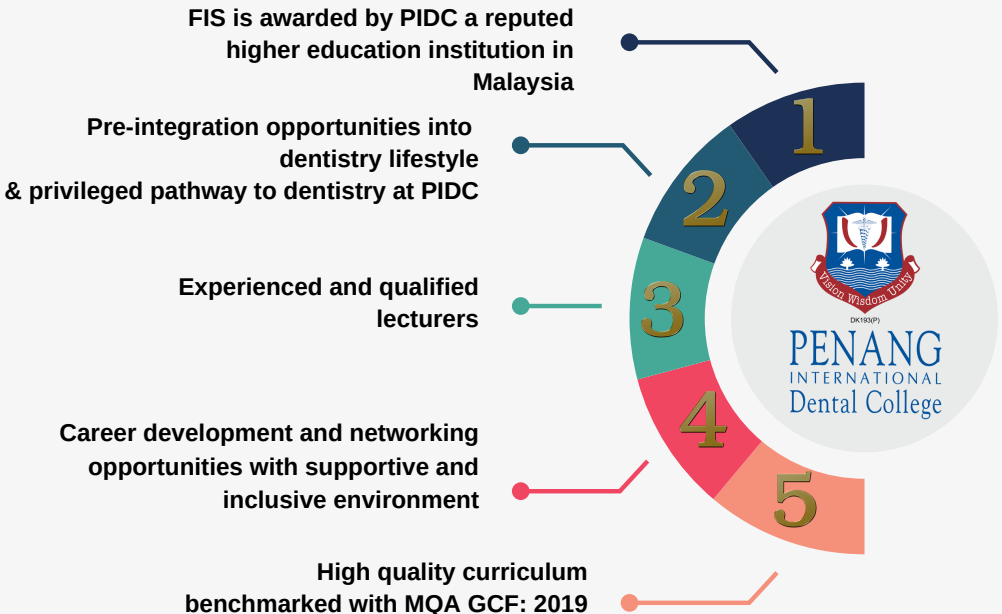 FIS is awarded by PIDC a reputed
higher education institution in
Malaysia
1
Pre-integration opportunities into
dentistry lifestyle
& privileged pathway to dentistry at PIDC
2
Experienced and qualified
lecturers
3
Career development and networking
opportunities with supportive and
inclusive environment
4
High quality curriculum
benchmarked with MQA GCF: 2019
5
Vision Wisdom Unity
DK193(P)
PENANG
INTERNATIONAL
Dental College